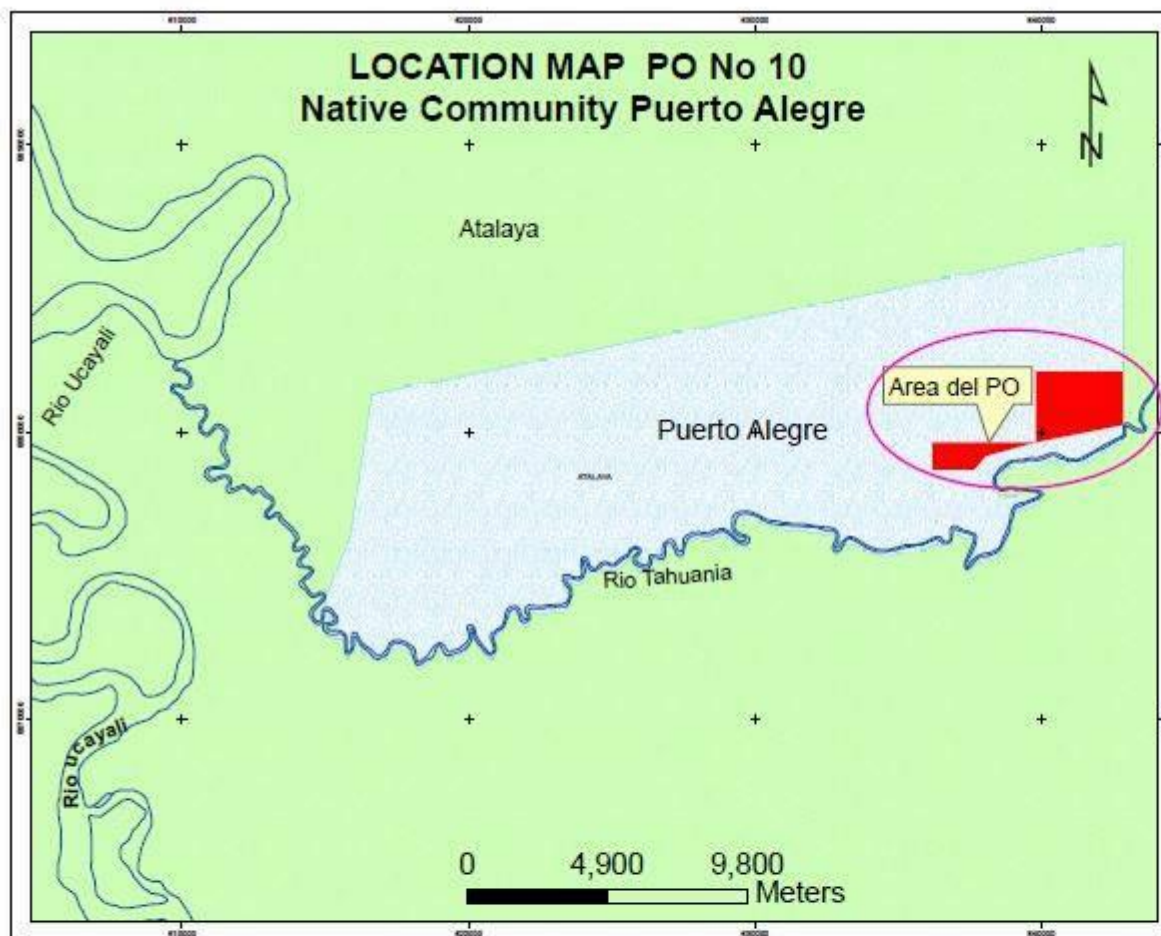 LOCATION MAP PO No 10
Native Community Puerto Alegre
N
Atalaya
Rio Ucayali
Area del PO
Puerto Alegre
ATALAYA
Rio Tahuania
Rio ucayali
0 4,900 9,800
Meters